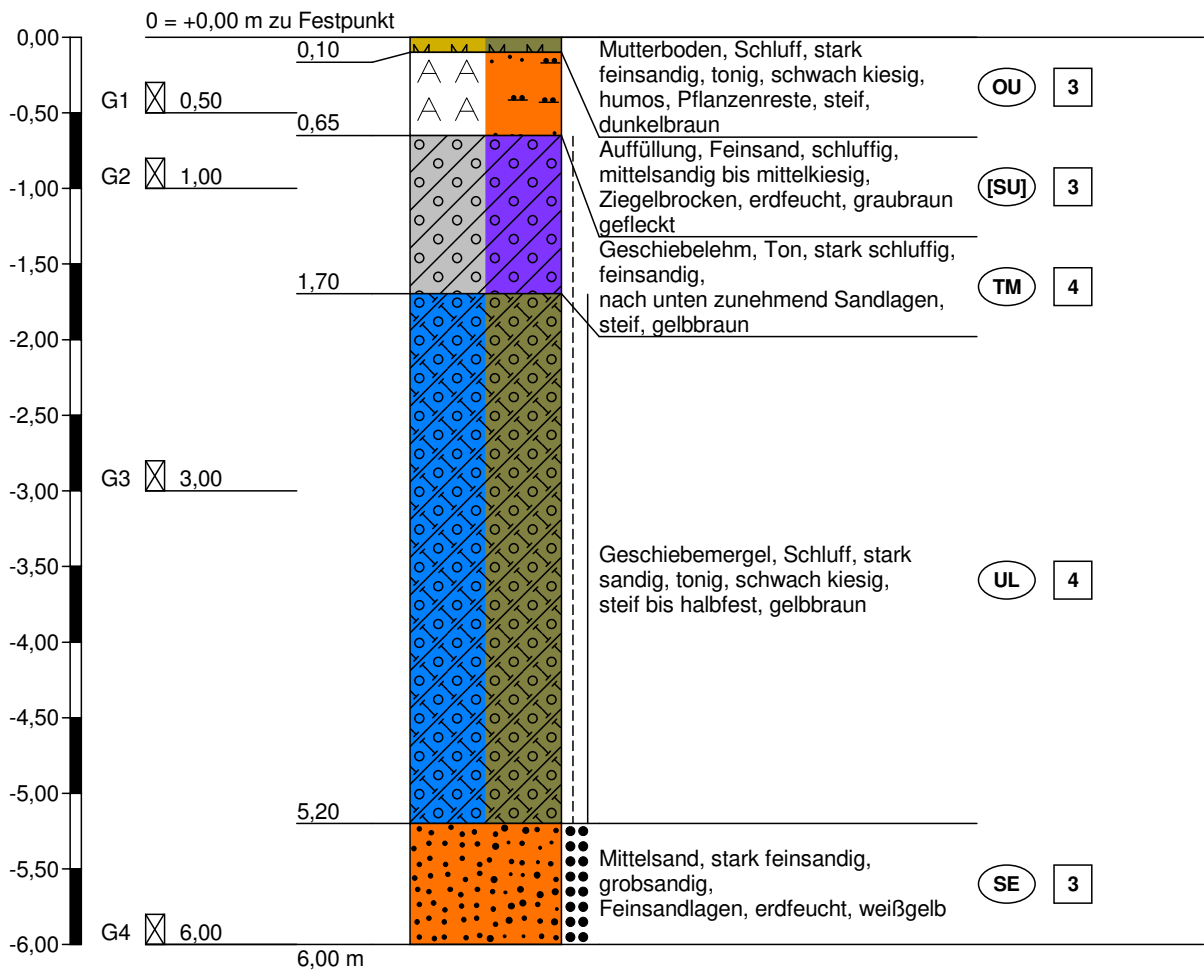 0 = +0,00 m zu Festpunkt
0,00
0,10
Mutterboden, Schluff, stark
feinsandig, tonig, schwach kiesig,
humos, Pflanzenreste, steif,
dunkelbraun
OU 3
G1 0,50
-0,50
0,65
Auffüllung, Feinsand, schluffig,
mittelsandig bis mittelkiesig,
Ziegelbrocken, erdfeucht, graubraun
gefleckt
[SU] 3
G2 1,00
-1,00
Geschiebelehm, Ton, stark schluffig,
feinsandig,
nach unten zunehmend Sandlagen,
steif, gelbbraun
TM 4
-1,50
1,70
-2,00
-2,50
G3 3,00
-3,00
-3,50
Geschiebemergel, Schluff, stark
sandig, tonig, schwach kiesig,
steif bis halbfest, gelbbraun
UL 4
-4,00
-4,50
-5,00
5,20
-5,50
Mittelsand, stark feinsandig,
grobsandig,
Feinsandlagen, erdfeucht, weißgelb
SE 3
G4 6,00
-6,00
6,00 m